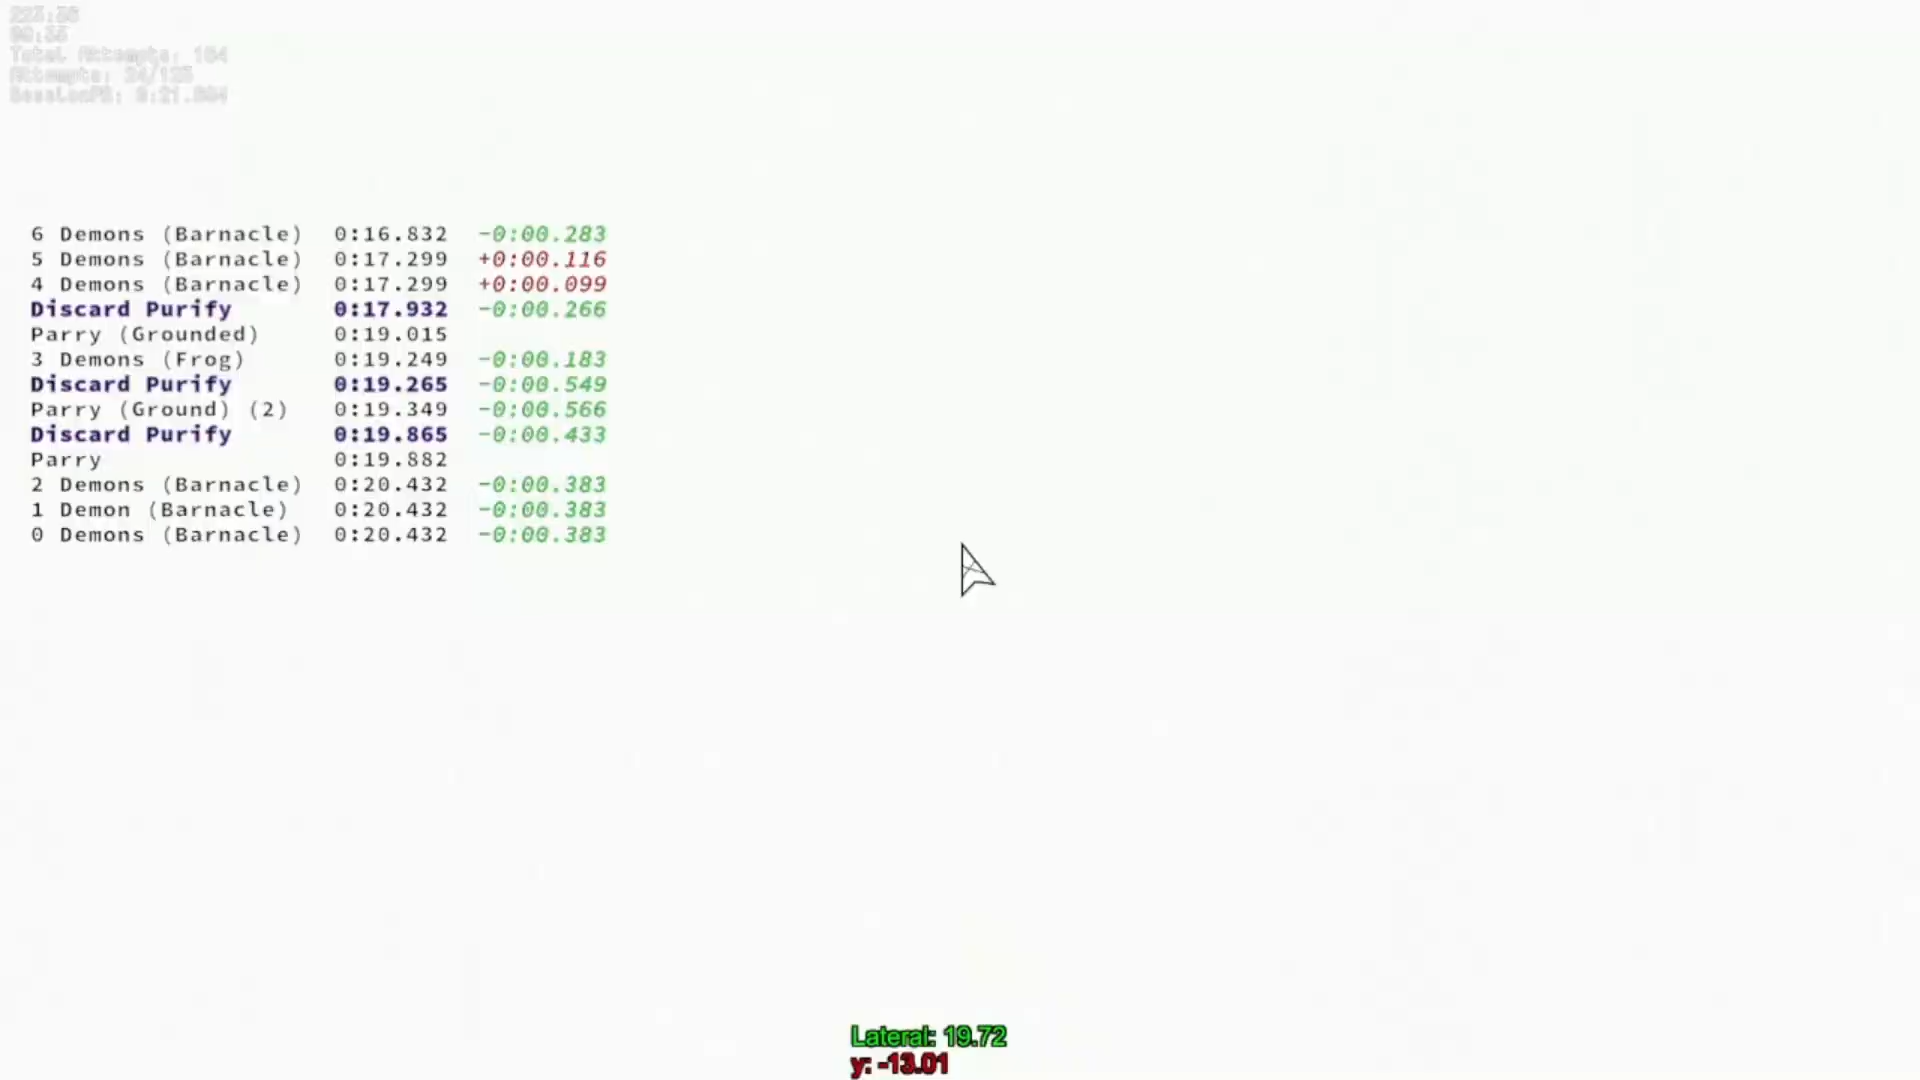 Total Attempts: 184
6 Demons (Barnacle) 0:16.832 -0:00.283
5 Demons (Barnacle) 0:17.299 +0:00.116
4 Demons (Barnacle) 0:17.299 +0:00.099
Discard Purify 0:17.932 -0:00.266
Parry (Grounded) 0:19.015
3 Demons (Frog) 0:19.249 -0:00.183
Discard Purify 0:19.265 -0:00.549
Parry (Ground) (2) 0:19.349 -0:00.566
Discard Purify 0:19.865 -0:00.433
Parry 0:19.882
2 Demons (Barnacle) 0:20.432 -0:00.383
1 Demon (Barnacle) 0:20.432 -0:00.383
0 Demons (Barnacle) 0:20.432 -0:00.383
Lateral: 19.72
y: -13.01